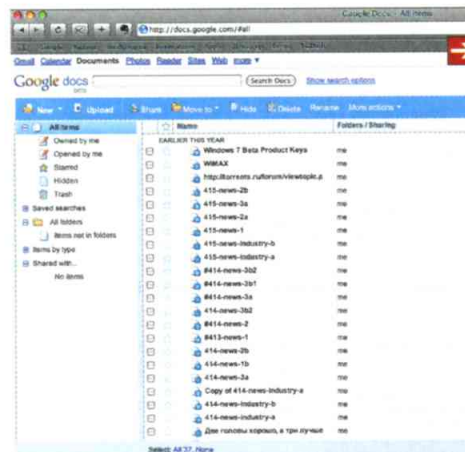 Google Docs - All items
http://docs.google.com/#all
Gmail Calendar Documents Photos Reader Sites Web more ▼
Google docs
BETA
Search Docs Show search options
New Upload Share Move to Hide Delete Rename More actions
All items
Owned by me
Opened by me
Starred
Hidden
Trash
Saved searches
All folders
Items not in folders
Items by type
Shared with...
No items
Name Folders / Sharing
EARLIER THIS YEAR
Windows 7 Beta Product Keys me
WiMAX me
http://torrents.ru/forum/viewtopic.p me
415-news-2b me
415-news-3a me
415-news-2a me
415-news-1 me
415-news-industry-b me
415-news-industry-a me
#414-news-3b2 me
#414-news-3b1 me
#414-news-3a me
414-news-3b2 me
#414-news-2 me
#413-news-1 me
414-news-2b me
414-news-1b me
414-news-2a me
Copy of 414-news-industry-a me
414-news-industry-b me
414-news-industry-a me
Две головы хорошо, а три лучше me
Select: All 37, None